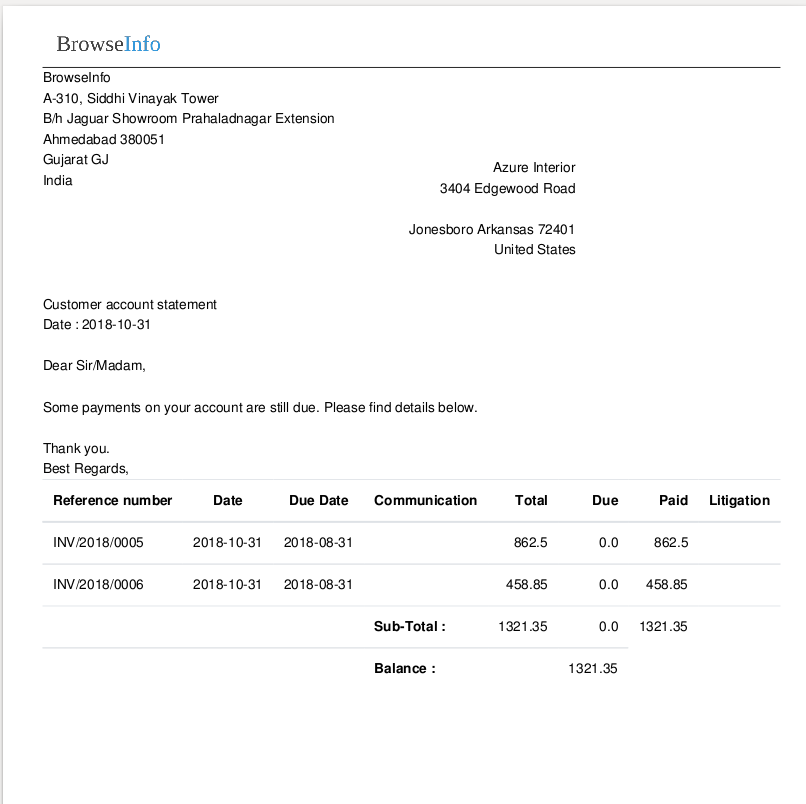 BrowseInfo
BrowseInfo
A-310, Siddhi Vinayak Tower
B/h Jaguar Showroom Prahaladnagar Extension
Ahmedabad 380051
Gujarat GJ
India
Azure Interior
3404 Edgewood Road
Jonesboro Arkansas 72401
United States
Customer account statement
Date : 2018-10-31
Dear Sir/Madam,
Some payments on your account are still due. Please find details below.
Thank you.
Best Regards,
Reference number Date Due Date Communication Total Due Paid Litigation
INV/2018/0005 2018-10-31 2018-08-31 862.5 0.0 862.5
INV/2018/0006 2018-10-31 2018-08-31 458.85 0.0 458.85
Sub-Total : 1321.35 0.0 1321.35
Balance : 1321.35